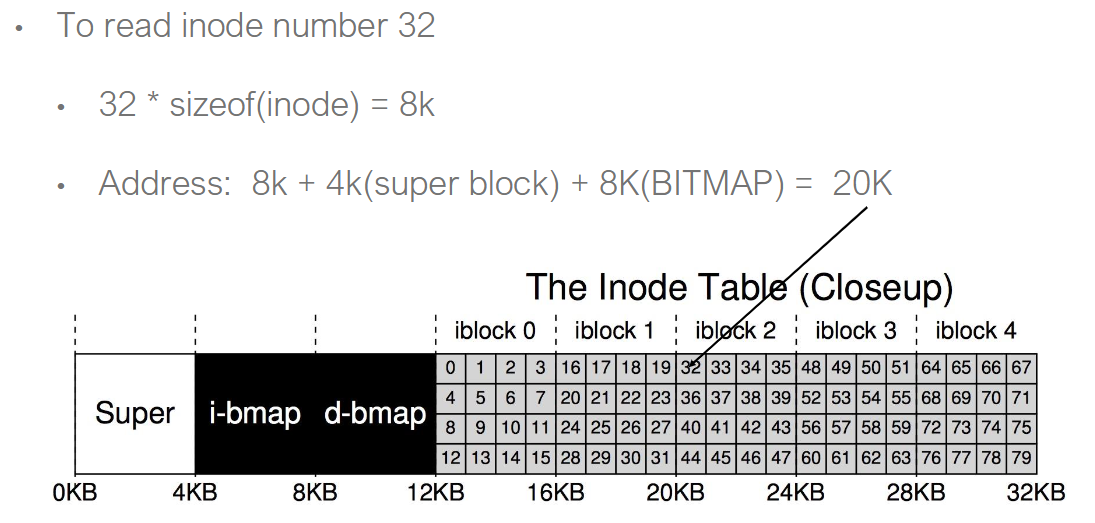 • To read inode number 32
• 32 * sizeof(inode) = 8k
• Address: 8k + 4k(super block) + 8K(BITMAP) = 20K
The Inode Table (Closeup)
iblock 0 iblock 1 iblock 2 iblock 3 iblock 4
0 1 2 3 16 17 18 19 32 33 34 35 48 49 50 51 64 65 66 67
4 5 6 7 20 21 22 23 36 37 38 39 52 53 54 55 68 69 70 71
Super i-bmap d-bmap
8 9 10 11 24 25 26 27 40 41 42 43 56 57 58 59 72 73 74 75
12 13 14 15 28 29 30 31 44 45 46 47 60 61 62 63 76 77 78 79
0KB 4KB 8KB 12KB 16KB 20KB 24KB 28KB 32KB